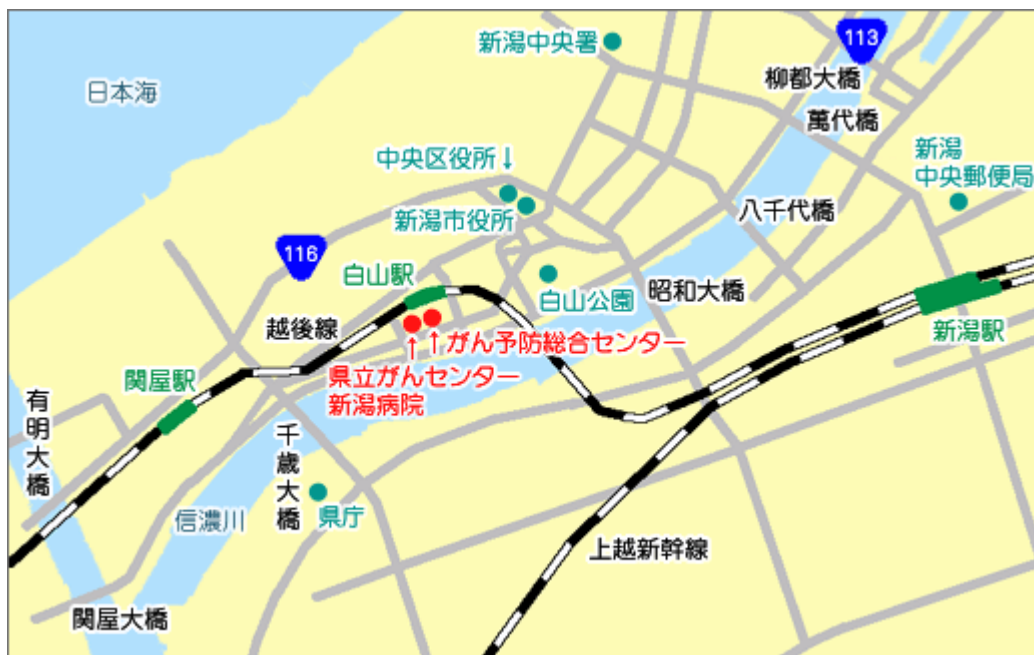 新潟中央署
113
日本海
柳都大橋
萬代橋
中央区役所↓
新潟
中央郵便局
新潟市役所
八千代橋
116
白山駅
白山公園
昭和大橋
越後線
↑がん予防総合センター
新潟駅
関屋駅
↑
県立がんセンター
新潟病院
有明大橋
千歳大橋
信濃川
県庁
上越新幹線
関屋大橋